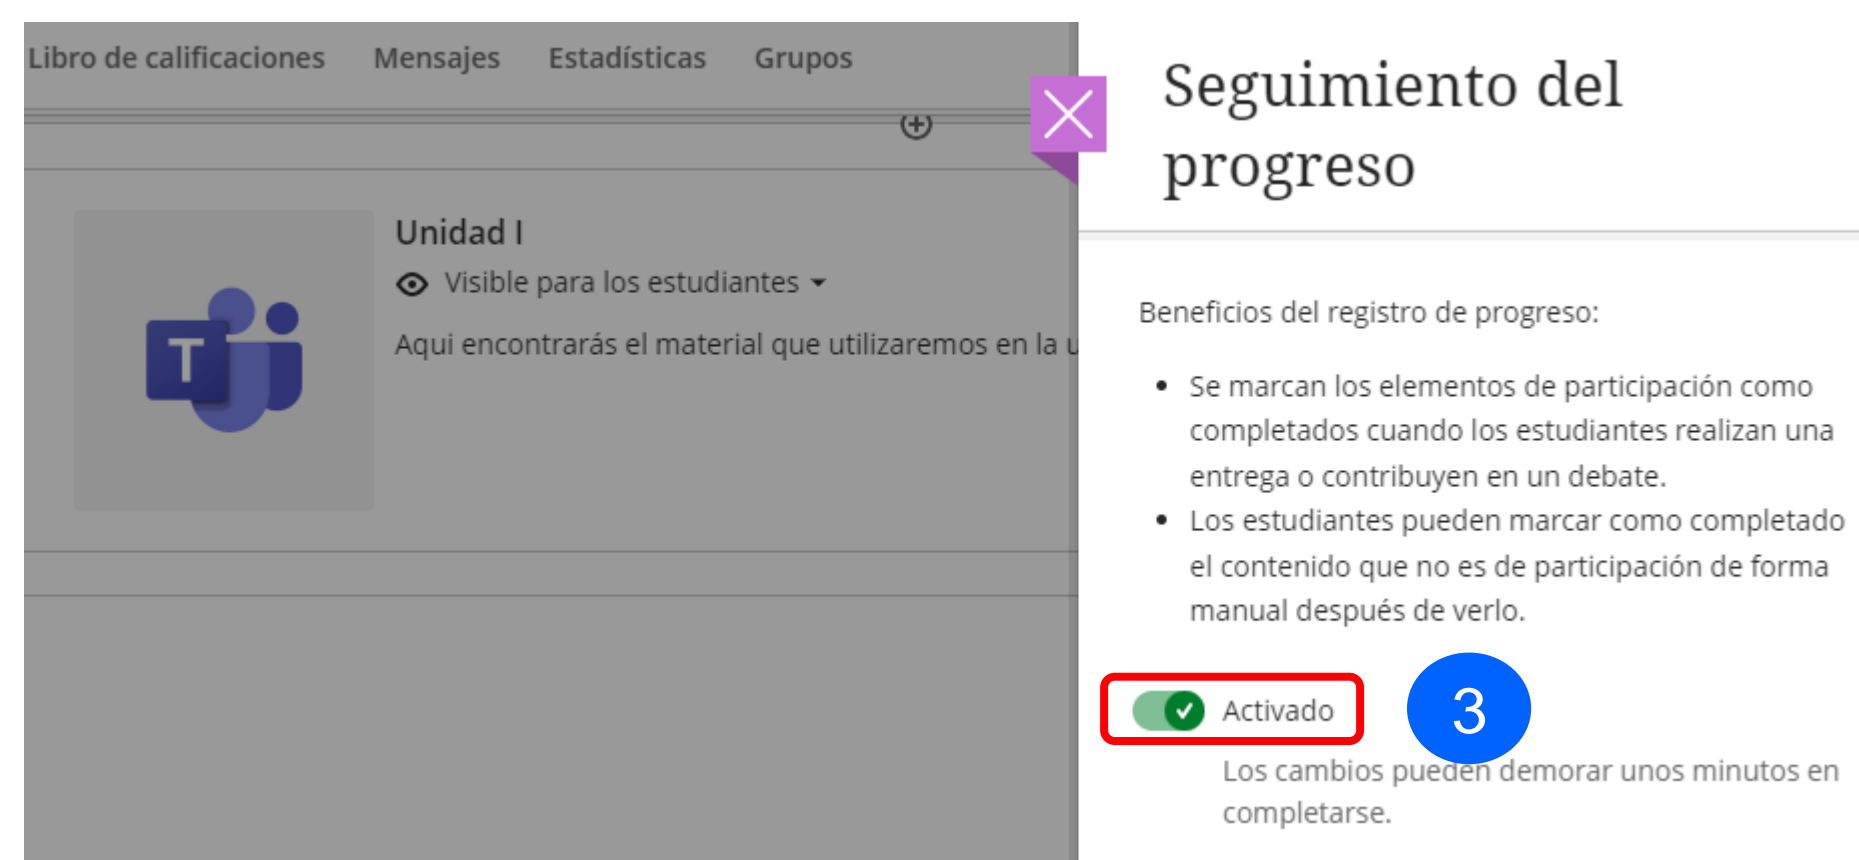 Libro de calificaciones Mensajes Estadísticas Grupos
Unidad I
Visible para los estudiantes
Aqui encontrarás el material que utilizaremos en la
T
Seguimiento del
progreso
Beneficios del registro de progreso:
• Se marcan los elementos de participación como
completados cuando los estudiantes realizan una
entrega o contribuyen en un debate.
• Los estudiantes pueden marcar como completado
el contenido que no es de participación de forma
manual después de verlo.
Activado
3
Los cambios pueden demorar unos minutos en
completarse.